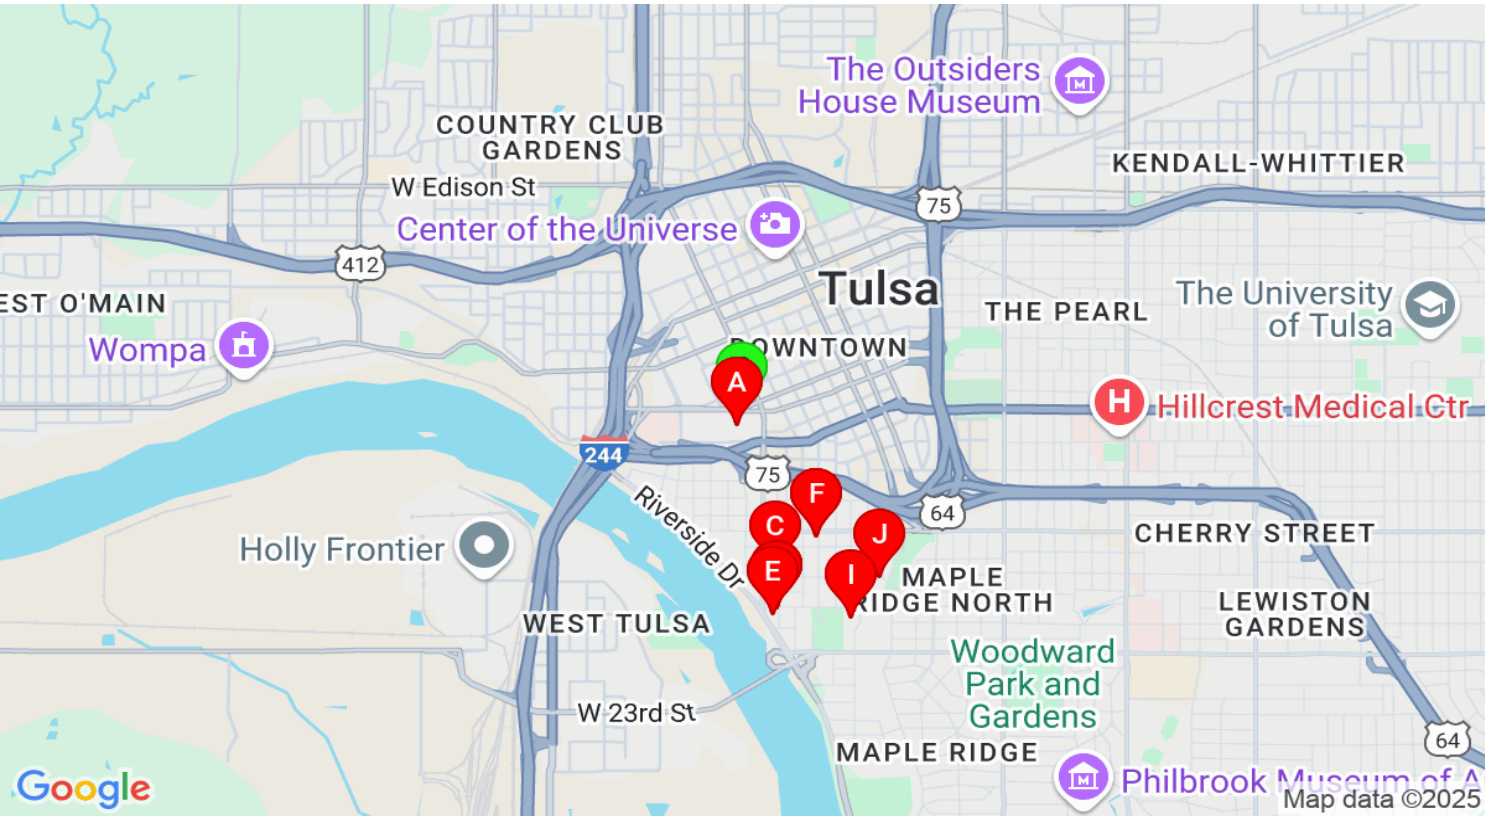 The Outsiders
House Museum
COUNTRY CLUB
GARDENS
KENDALL-WHITTIER
W Edison St
75
Center of the Universe
412
Tulsa
The University
of Tulsa
EST O'MAIN
THE PEARL
Wompa
DOWNTOWN
A
H
Hillcrest Medical Ctr
244
75
F
64
Riverside Dr
C
J
CHERRY STREET
Holly Frontier
E
I
MAPLE
RIDGE NORTH
WEST TULSA
LEWISTON
GARDENS
Woodward
Park and
Gardens
W 23rd St
64
MAPLE RIDGE
Philbrook Museum of A
Google
Map data ©2025